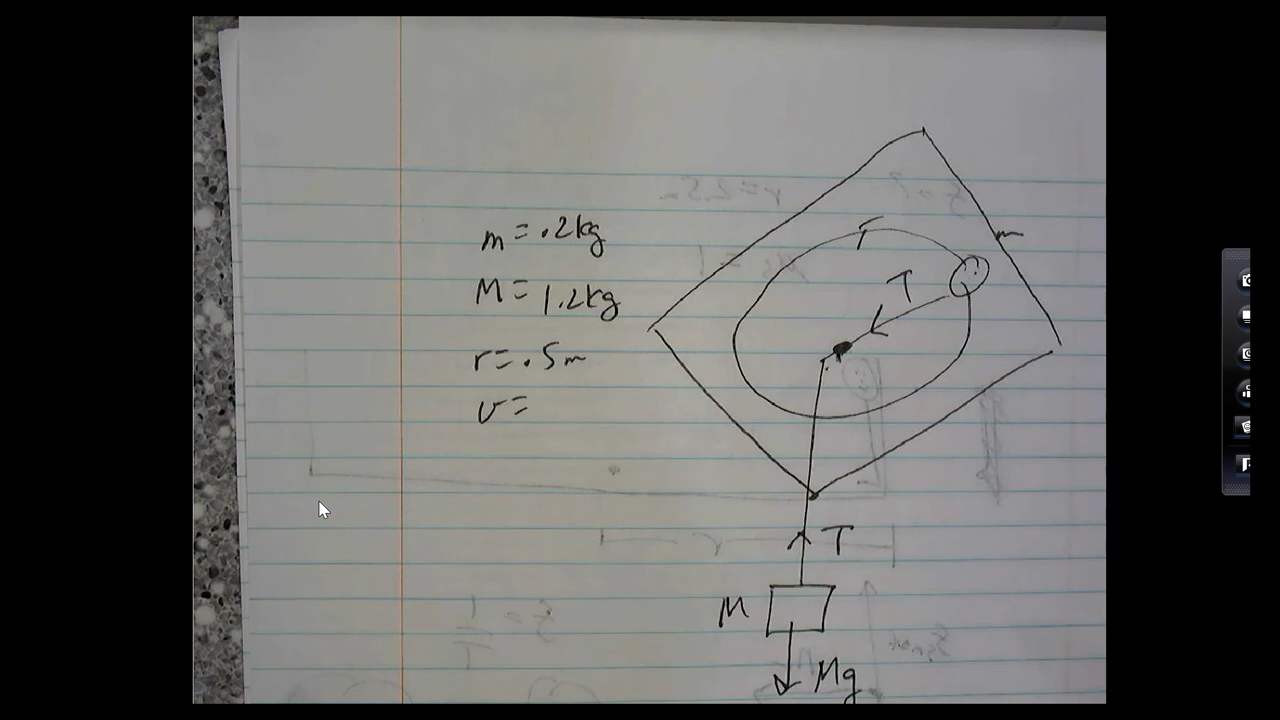 m = .2kg
M = 1.2kg
r = .5m
v =
m
T
T
M
Mg